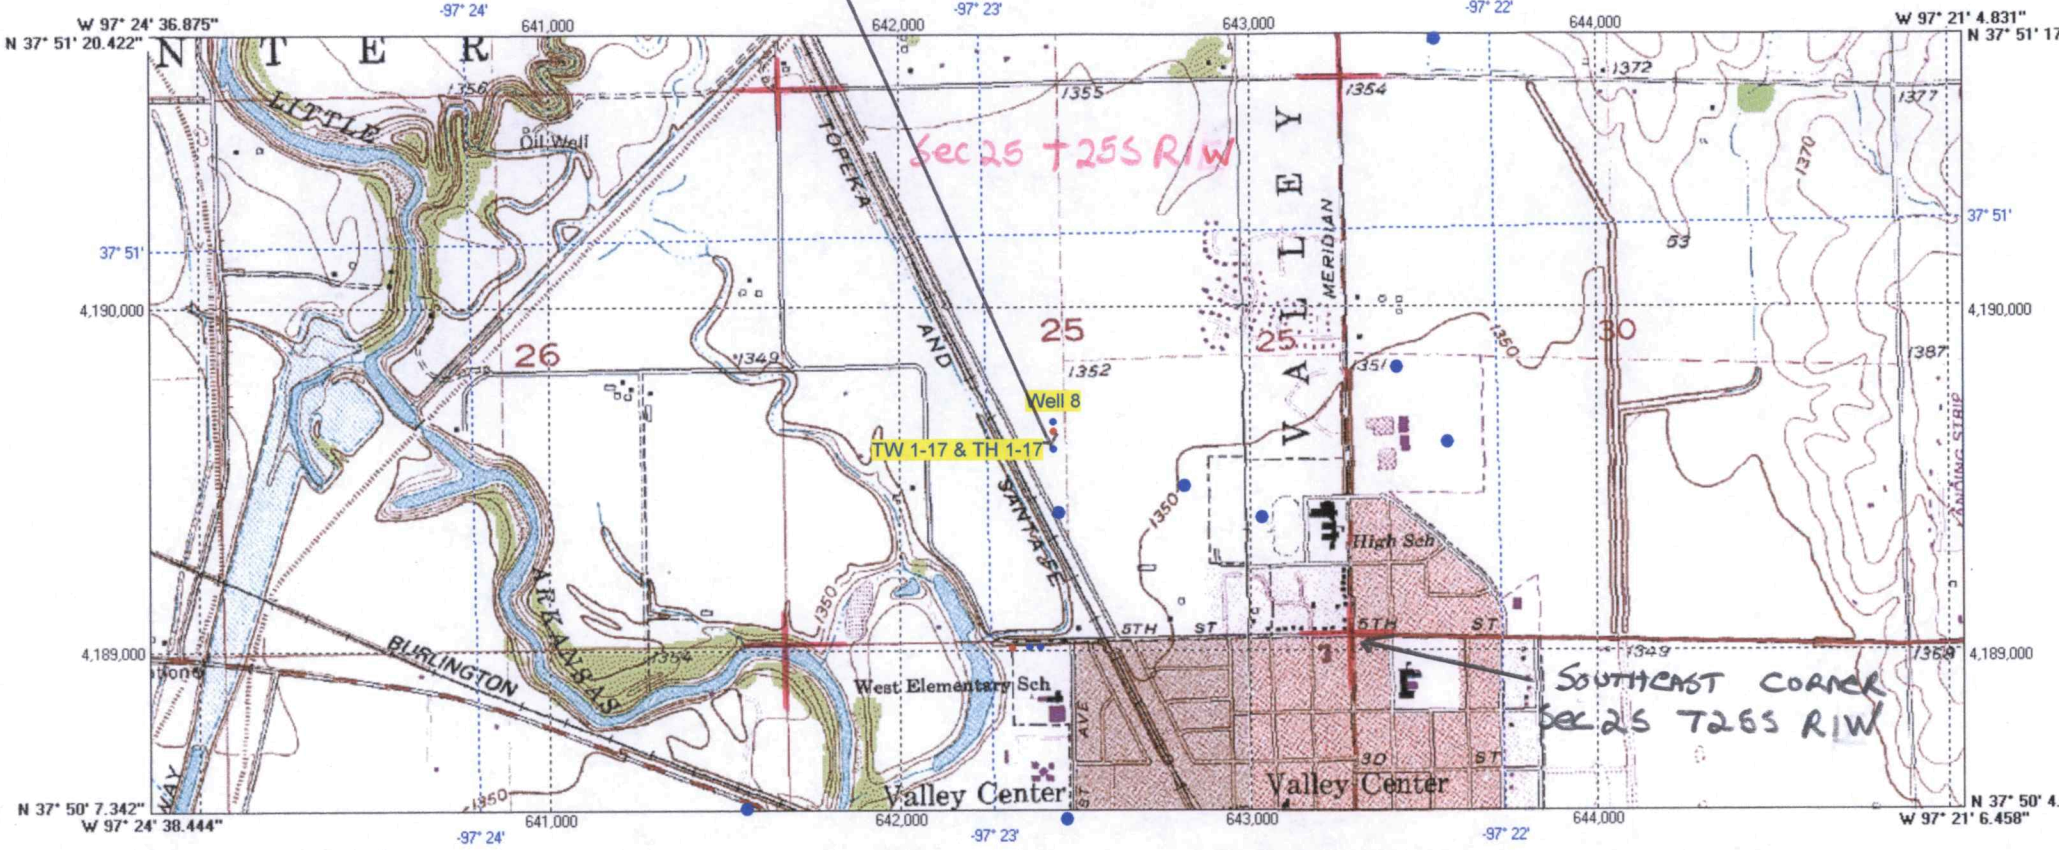 -97° 24'
-97° 23'
-97° 22'
W 97° 24' 36.875"
641,000
642,000
643,000
644,000
W 97° 21' 4.831"
N 37° 51' 20.422"
N 37° 51' 17
N T E R
1356
1355
1354
1372
1377
LITTLE
Oil Well
TOPEKA
Sec 25 T25S R1W
VALLEY
MERIDIAN
1370
37° 51'
37° 51'
53
4,190,000
4,190,000
26
25
25
30
1349
AND
1352
1351
1350
1387
Well 8
TW 1-17 & TH 1-17
SANTA FE
1350
High Sch
LANDING STRIP
ARKANSAS
1350
5TH ST
5TH ST
4,189,000
4,189,000
BURLINGTON
1354
1349
1368
West Elementary Sch
AVE
SOUTHEAST CORNER
Sec 25 T25S R1W
3D ST
WAY
1350
Valley Center
ST
Valley Center
N 37° 50' 7.342"
N 37° 50' 4.
W 97° 24' 38.444"
641,000
642,000
643,000
644,000
W 97° 21' 6.458"
-97° 24'
-97° 23'
-97° 22'